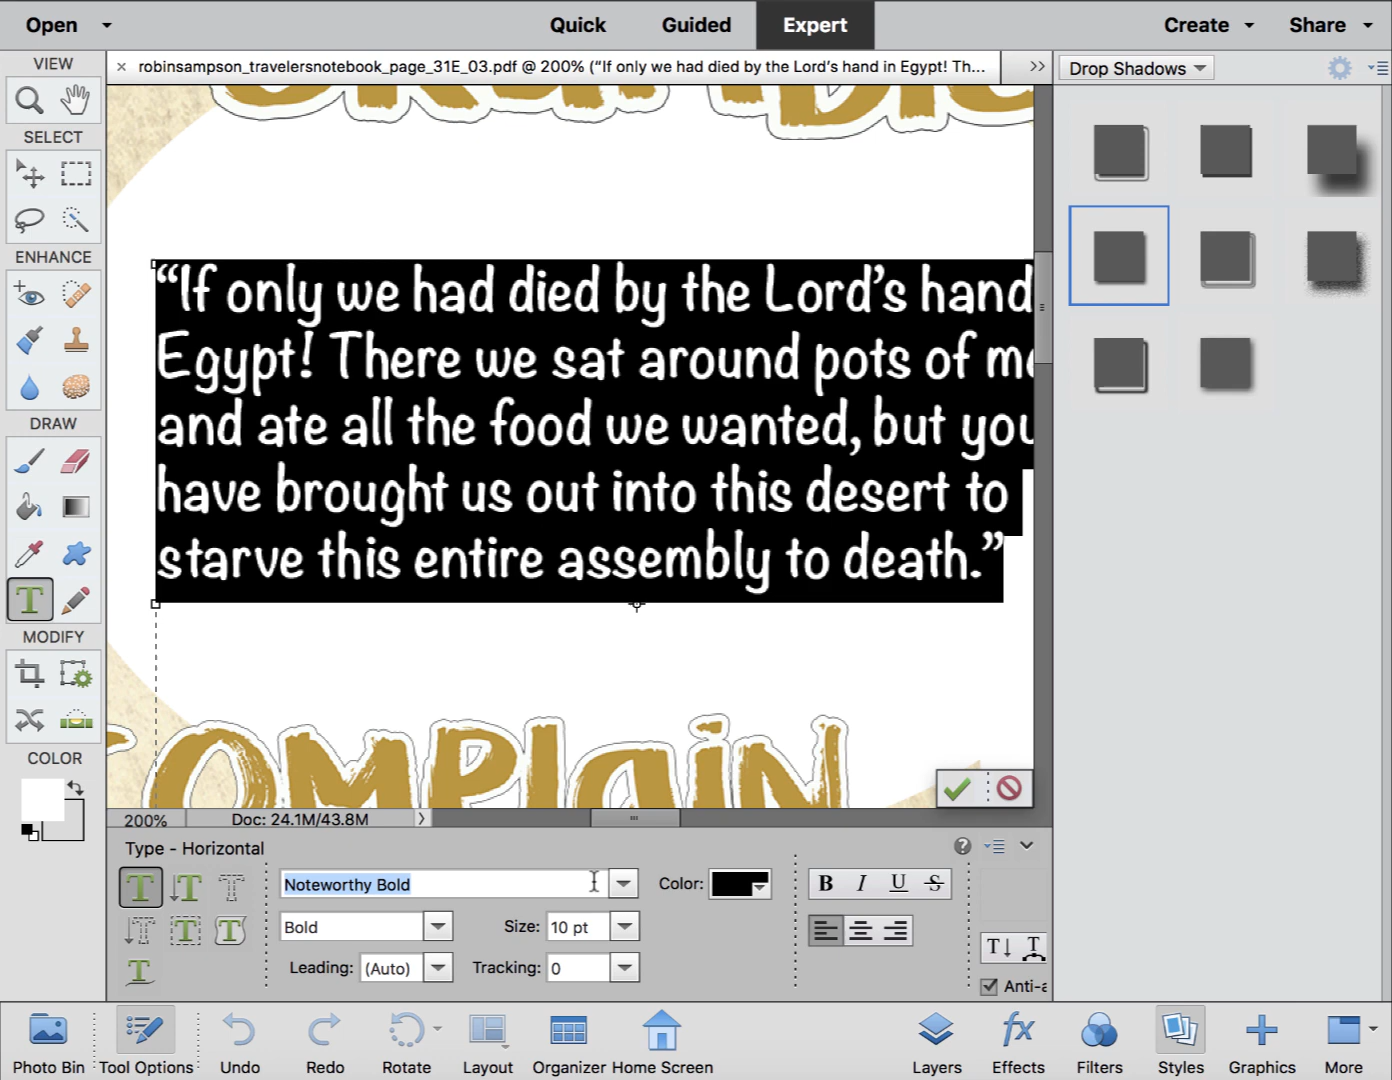 Open Quick Guided Expert Create Share
VIEW
× robinsampson_travelersnotebook_page_31E_03.pdf @ 200% (“If only we had died by the Lord’s hand in Egypt! Th... >>
Drop Shadows
SELECT
ENHANCE
DRAW
MODIFY
COLOR
“If only we had died by the Lord’s hand
Egypt! There we sat around pots of me
and ate all the food we wanted, but you
have brought us out into this desert to
starve this entire assembly to death.”
COMPlaiN
200% Doc: 24.1M/43.8M
Type - Horizontal
Noteworthy Bold Color: B I U S
Bold Size: 10 pt
Leading: (Auto) Tracking: 0
Anti-a
Photo Bin Tool Options Undo Redo Rotate Layout Organizer Home Screen Layers Effects Filters Styles Graphics More